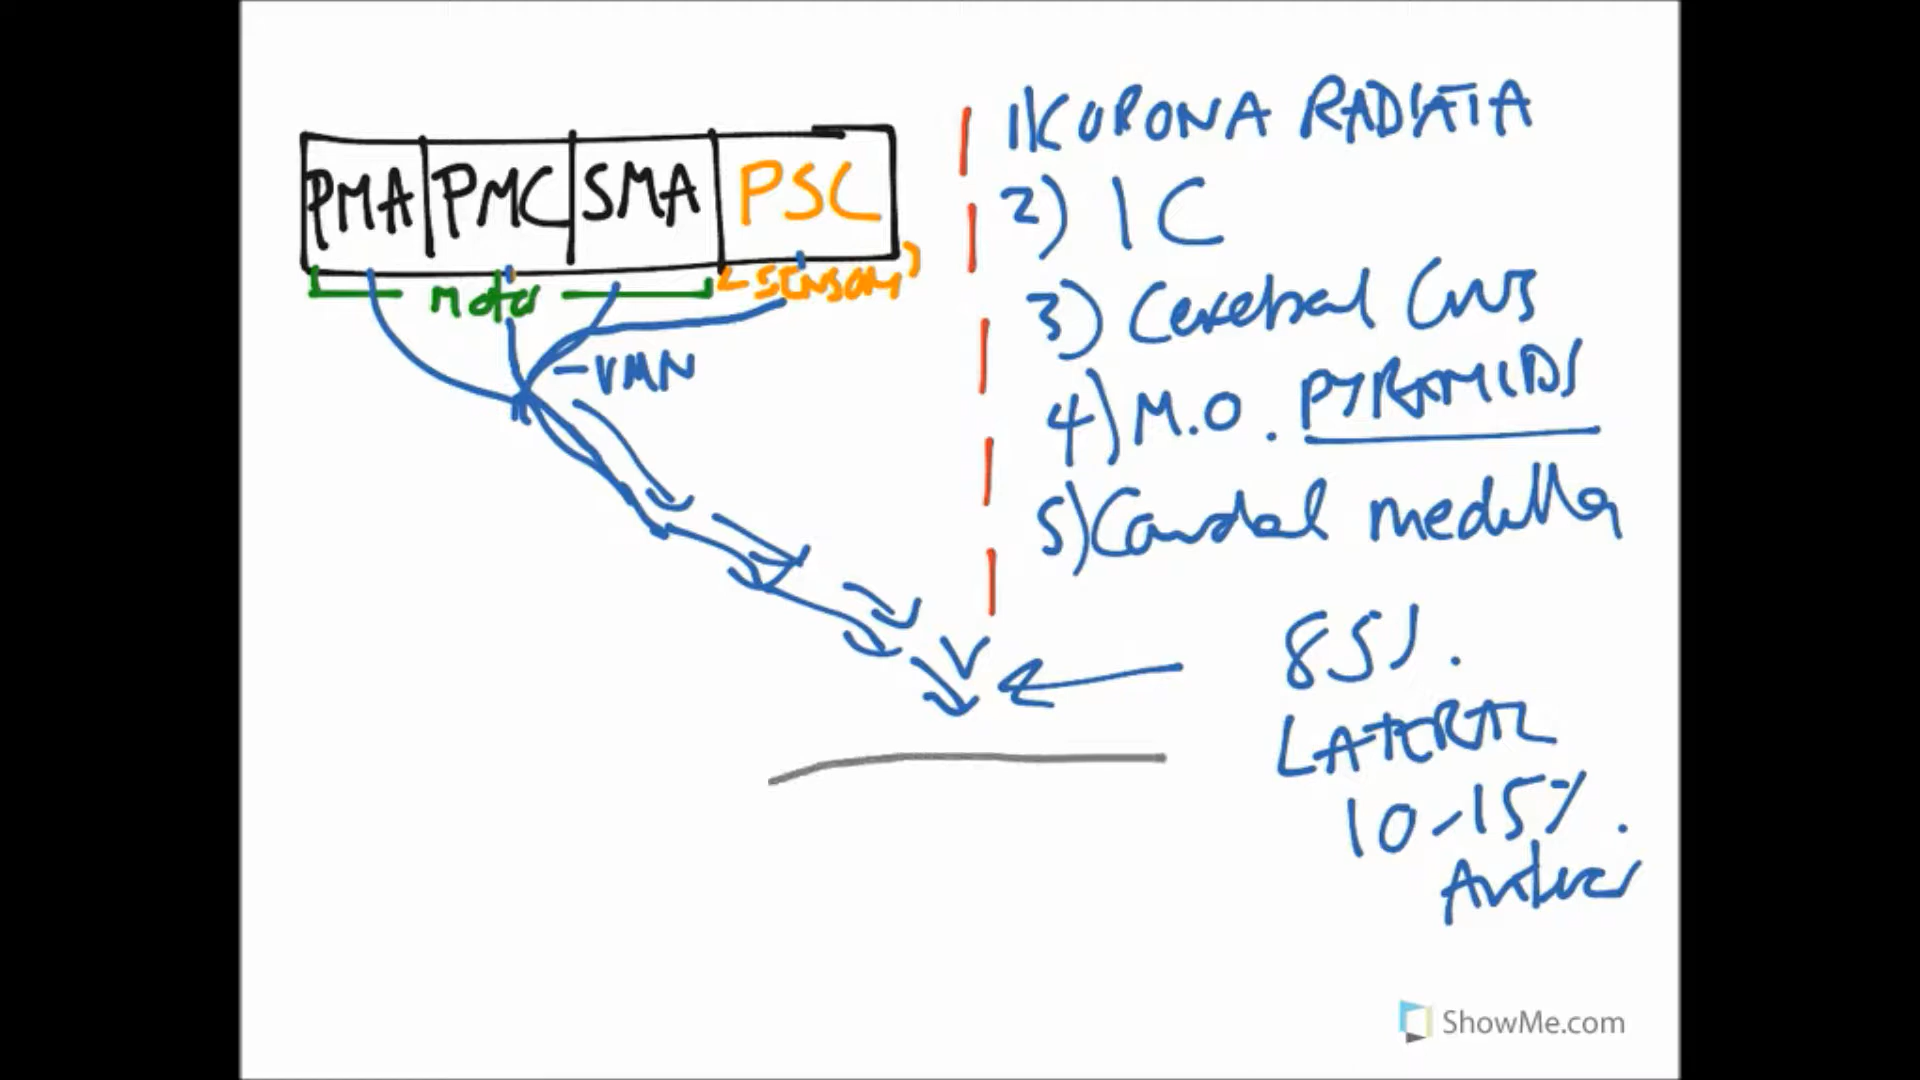 PMA PMC SMA PSC
Motor
(SENSORY)
-UMN
1) CORONA RADIATA
2) IC
3) Cerebral Crus
4) M.O. PYRAMIDS
5) Caudal medulla
85%.
LATERAL
10-15%.
Anterior
ShowMe.com